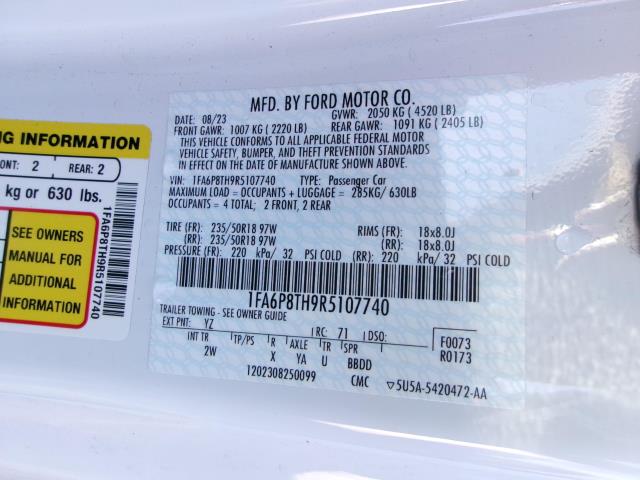 NG INFORMATION
ONT: 2 REAR: 2
kg or 630 lbs.
SEE OWNERS
MANUAL FOR
ADDITIONAL
INFORMATION
1FA6P8TH9R5107740
MFD. BY FORD MOTOR CO.
DATE: 08/23 GVWR: 2050 KG (4520 LB)
FRONT GAWR: 1007 KG (2220 LB) REAR GAWR: 1091 KG (2405 LB)
THIS VEHICLE CONFORMS TO ALL APPLICABLE FEDERAL MOTOR
VEHICLE SAFETY, BUMPER, AND THEFT PREVENTION STANDARDS
IN EFFECT ON THE DATE OF MANUFACTURE SHOWN ABOVE.
VIN: 1FA6P8TH9R5107740 TYPE: Passenger Car
MAXIMUM LOAD = OCCUPANTS + LUGGAGE = 285KG/ 630LB
OCCUPANTS = 4 TOTAL; 2 FRONT, 2 REAR
TIRE (FR): 235/50R18 97W RIMS (FR): 18x8.0J
(RR): 235/50R18 97W (RR): 18x8.0J
PRESSURE (FR): 220 kPa/ 32 PSI COLD (RR): 220 kPa/ 32 PSI COLD
1FA6P8TH9R5107740
TRAILER TOWING - SEE OWNER GUIDE
EXT PNT: YZ RC: 71 DSO: F0073
INT TR TP/PS R AXLE TR SPR R0173
2W X YA U BBDD
1202308250099 CMC 5U5A-5420472-AA